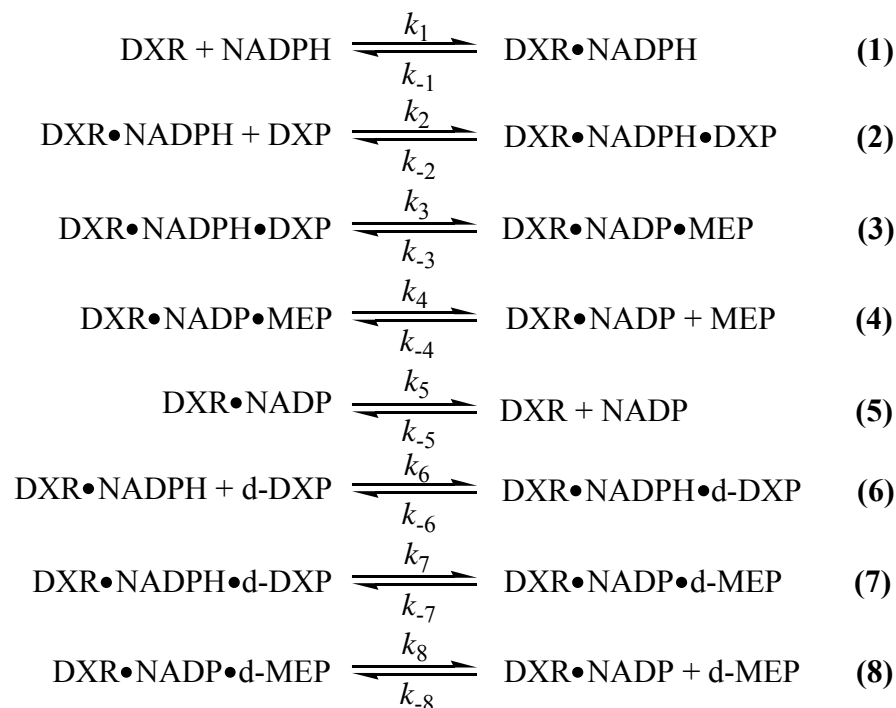 k1
DXR + NADPH ⇌ DXR•NADPH (1)
k-1
k2
DXR•NADPH + DXP ⇌ DXR•NADPH•DXP (2)
k-2
k3
DXR•NADPH•DXP ⇌ DXR•NADP•MEP (3)
k-3
k4
DXR•NADP•MEP ⇌ DXR•NADP + MEP (4)
k-4
k5
DXR•NADP ⇌ DXR + NADP (5)
k-5
k6
DXR•NADPH + d-DXP ⇌ DXR•NADPH•d-DXP (6)
k-6
k7
DXR•NADPH•d-DXP ⇌ DXR•NADP•d-MEP (7)
k-7
k8
DXR•NADP•d-MEP ⇌ DXR•NADP + d-MEP (8)
k-8